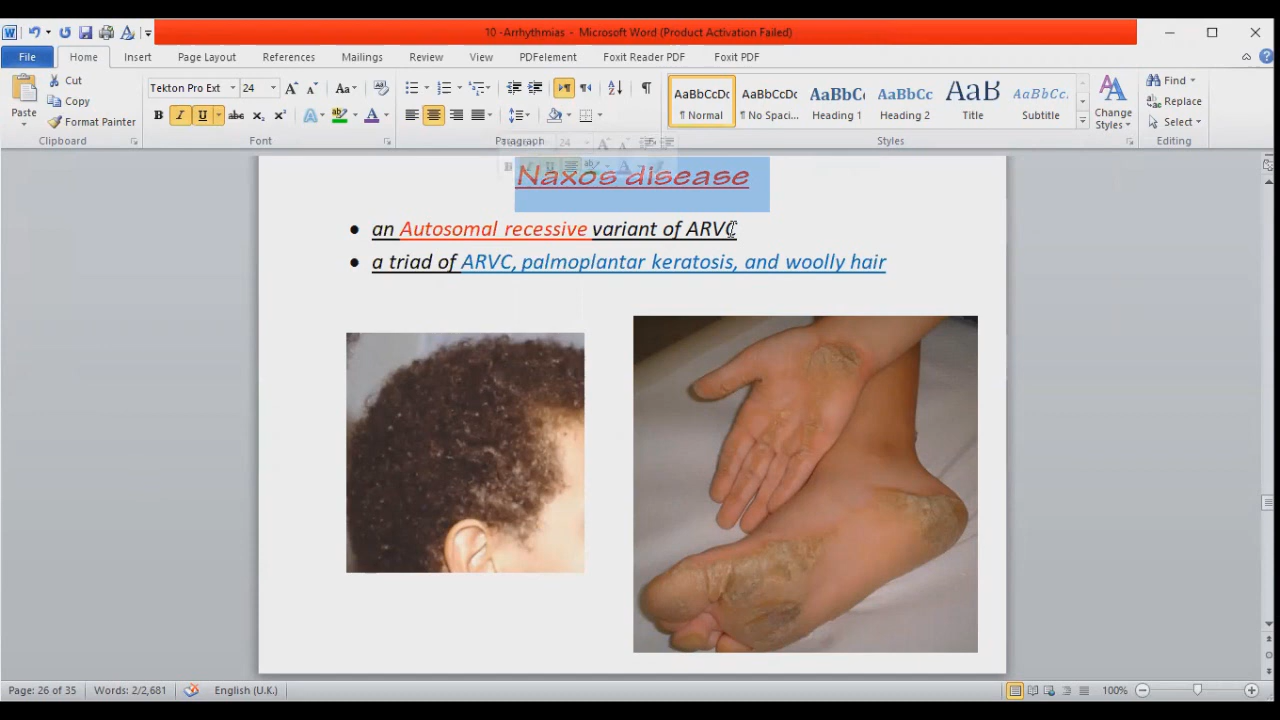 10 -Arrhythmias - Microsoft Word (Product Activation Failed)
File Home Insert Page Layout References Mailings Review View PDFelement Foxit Reader PDF Foxit PDF
Paste
Cut
Copy
Format Painter
Clipboard
Tekton Pro Ext 24
Font
Paragraph
AaBbCcDc AaBbCcDc AaBbCc AaBbCc AaB AaBbCcDc
¶ Normal ¶ No Spaci... Heading 1 Heading 2 Title Subtitle
Change Styles
Styles
Find
Replace
Select
Editing
Naxos disease
• an Autosomal recessive variant of ARVC
• a triad of ARVC, palmoplantar keratosis, and woolly hair
Page: 26 of 35 Words: 2/2,681 English (U.K.) 100%